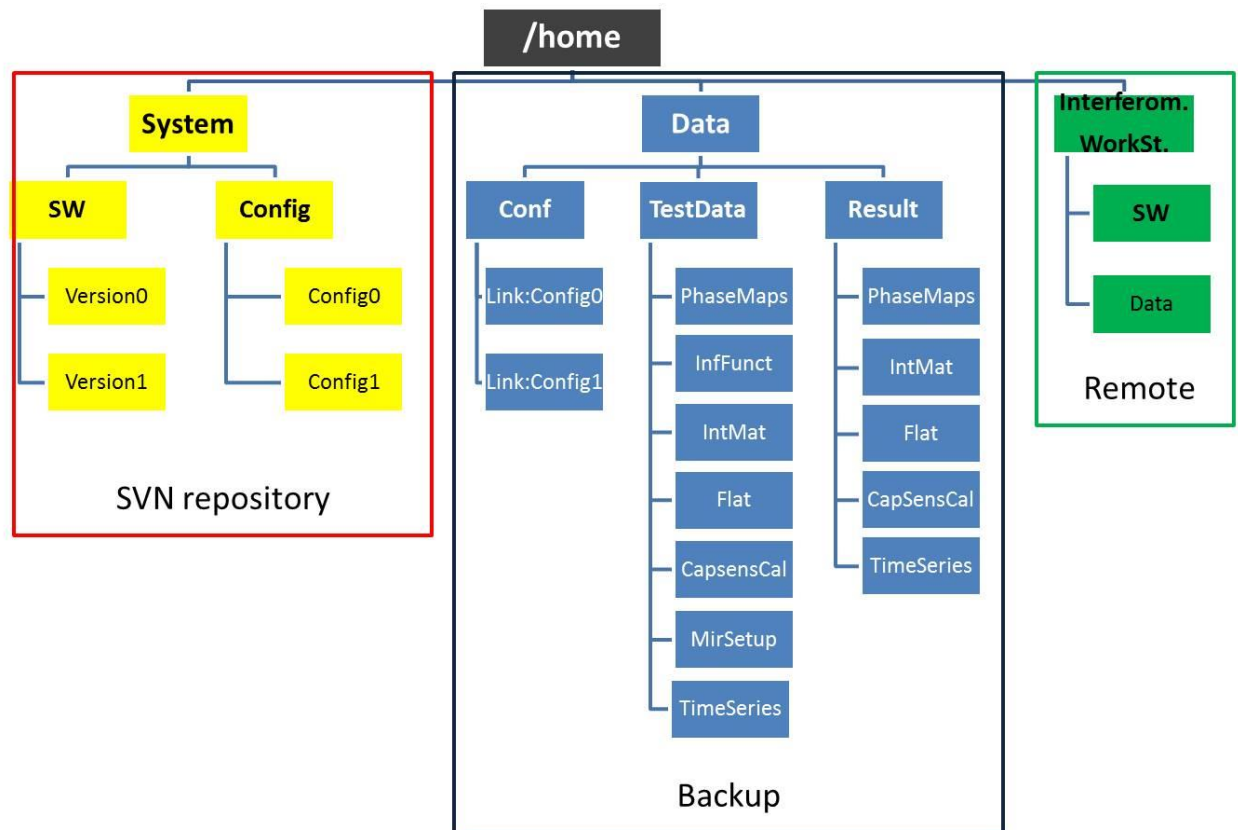 /home
System
SW
Config
Version0
Version1
Config0
Config1
SVN repository
Data
Conf
TestData
Result
Link:Config0
Link:Config1
PhaseMaps
InfFunct
IntMat
Flat
CapsensCal
MirSetup
TimeSeries
PhaseMaps
IntMat
Flat
CapSensCal
TimeSeries
Backup
Interferom.
WorkSt.
SW
Data
Remote